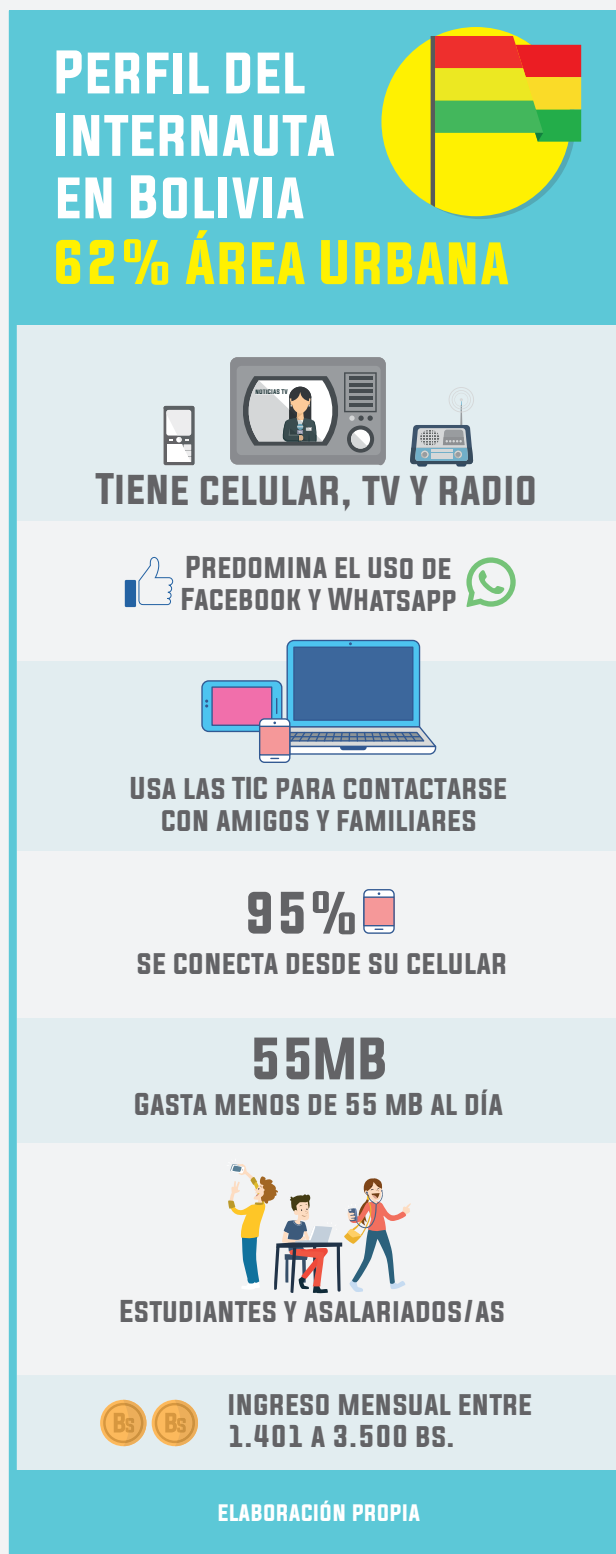 PERFIL DEL
INTERNAUTA
EN BOLIVIA
62% ÁREA URBANA
NOTICIAS TV
TIENE CELULAR, TV Y RADIO
PREDOMINA EL USO DE
FACEBOOK Y WHATSAPP
USA LAS TIC PARA CONTACTARSE
CON AMIGOS Y FAMILIARES
95%
SE CONECTA DESDE SU CELULAR
55MB
GASTA MENOS DE 55 MB AL DÍA
ESTUDIANTES Y ASALARIADOS/AS
Bs Bs
INGRESO MENSUAL ENTRE
1.401 A 3.500 BS.
ELABORACIÓN PROPIA